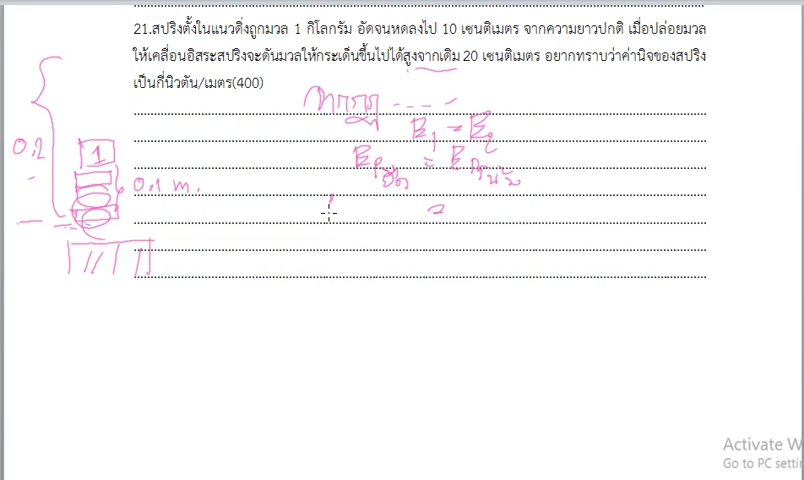 21.สปริงตั้งในแนวดิ่งถูกมวล 1 กิโลกรัม อัดจนหดลงไป 10 เซนติเมตร จากความยาวปกติ เมื่อปล่อยมวล
ให้เคลื่อนอิสระสปริงจะดันมวลให้กระเด็นขึ้นไปได้สูงจากเดิม 20 เซนติเมตร อยากทราบว่าค่านิจของสปริง
เป็นกี่นิวตัน/เมตร(400)
จากกฎ ----
E1 = E2
0.2
1
=
0.1 m.
=
Activate W
Go to PC setti